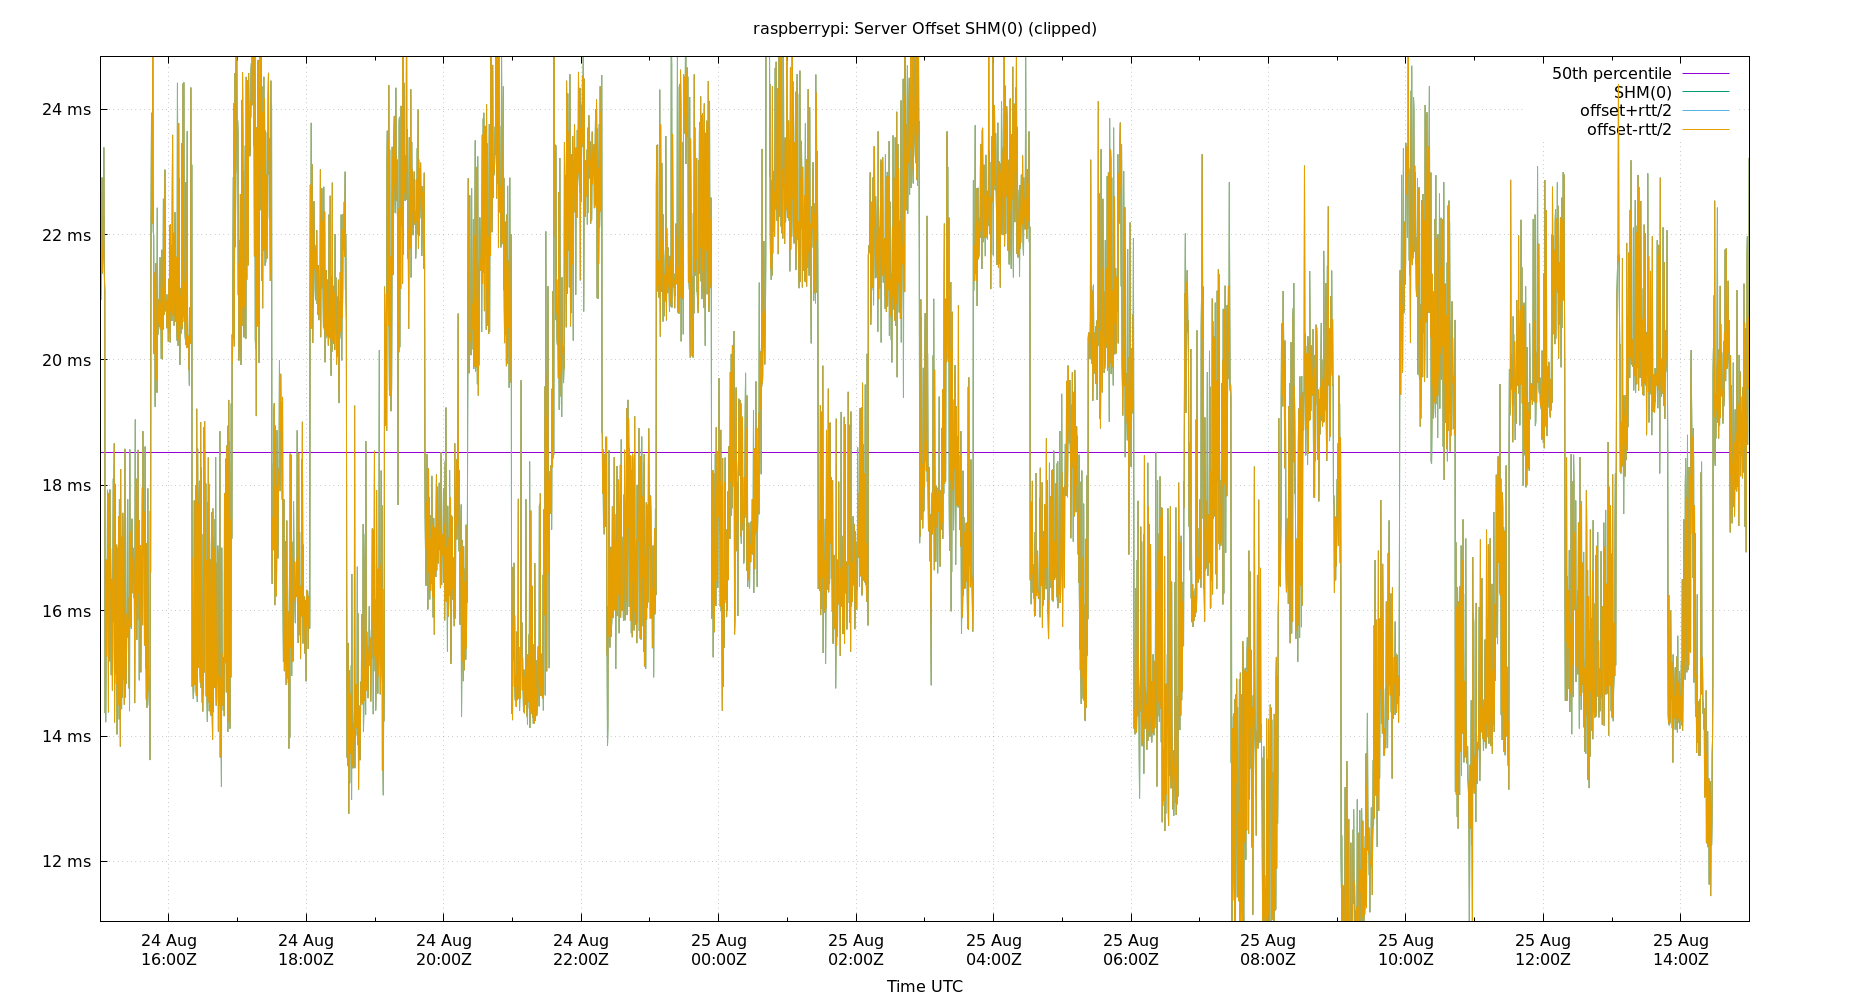 raspberrypi: Server Offset SHM(0) (clipped)
50th percentile
SHM(0)
offset+rtt/2
offset-rtt/2
24 ms
22 ms
20 ms
18 ms
16 ms
14 ms
12 ms
24 Aug 24 Aug 24 Aug 24 Aug 25 Aug 25 Aug 25 Aug 25 Aug 25 Aug 25 Aug 25 Aug 25 Aug
16:00Z 18:00Z 20:00Z 22:00Z 00:00Z 02:00Z 04:00Z 06:00Z 08:00Z 10:00Z 12:00Z 14:00Z
Time UTC